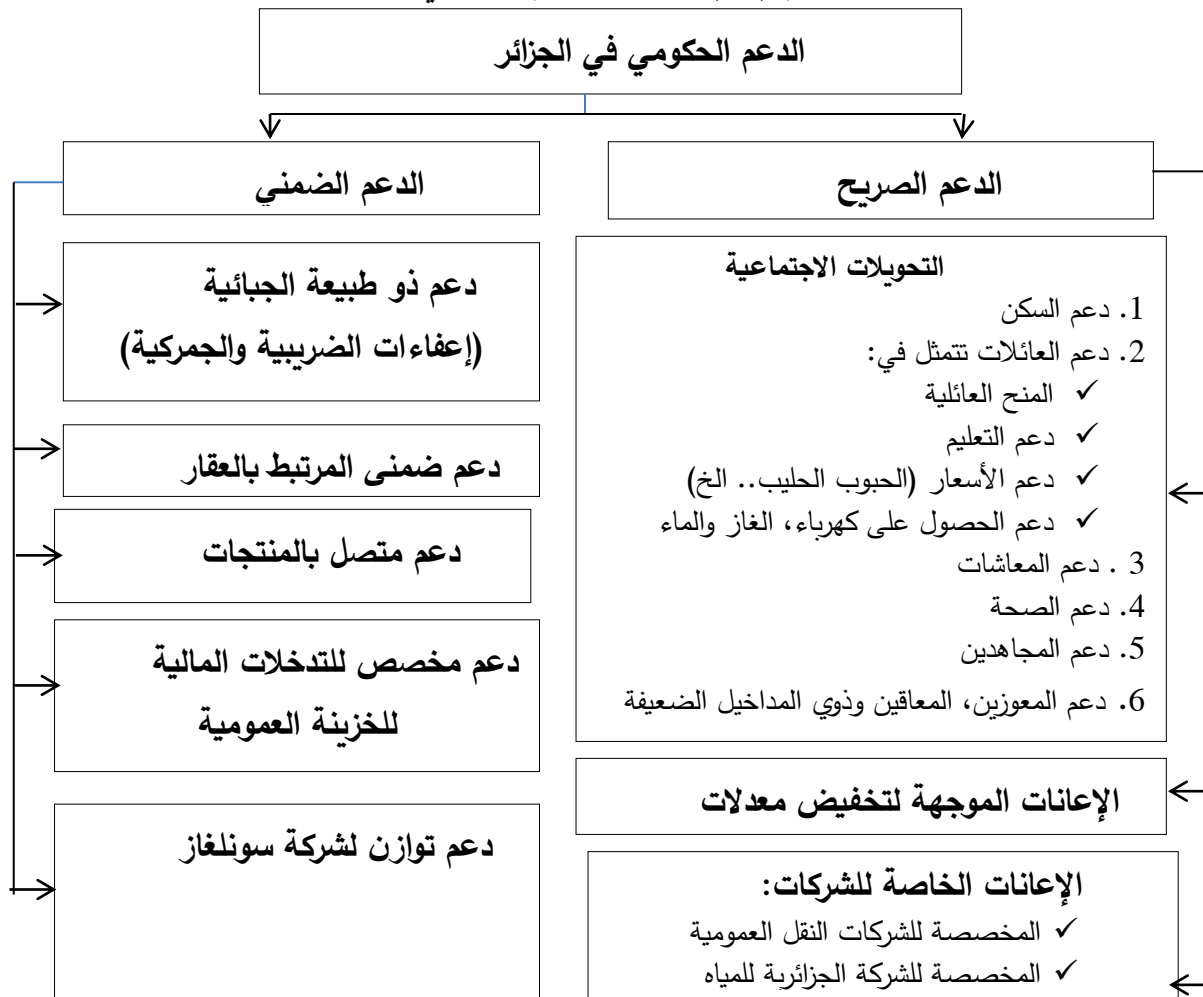 الدعم الحكومي في الجزائر
الدعم الصريح
الدعم الضمني
التحويلات الاجتماعية
1. دعم السكن
2. دعم العائلات تتمثل في:
✓ المنح العائلية
✓ دعم التعليم
✓ دعم الأسعار (الحبوب الحليب.. الخ)
✓ دعم الحصول على كهرباء، الغاز والماء
3 . دعم المعاشات
4. دعم الصحة
5. دعم المجاهدين
6. دعم المعوزين، المعاقين وذوي المداخيل الضعيفة
الإعانات الموجهة لتخفيض معدلات
الإعانات الخاصة للشركات:
✓ المخصصة للشركات النقل العمومية
✓ المخصصة للشركة الجزائرية للمياه
دعم ذو طبيعة الجبائية
(إعفاءات الضريبية والجمركية)
دعم ضمنى المرتبط بالعقار
دعم متصل بالمنتجات
دعم مخصص للتدخلات المالية
للخزينة العمومية
دعم توازن لشركة سونلغاز